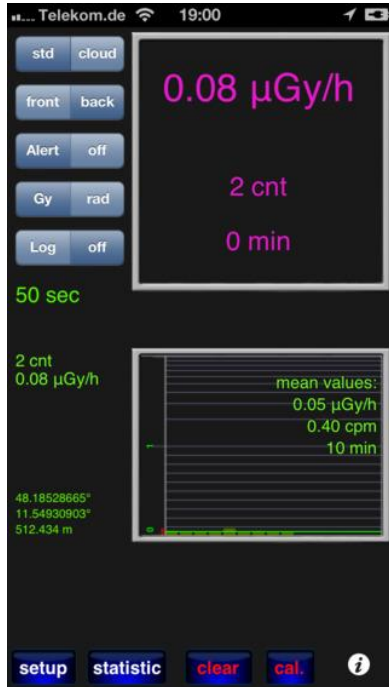 ... Telekom.de 19:00
std cloud
front back
Alert off
Gy rad
Log off
0.08 µGy/h
2 cnt
0 min
50 sec
2 cnt
0.08 µGy/h
48.18528665°
11.54930903°
512.434 m
mean values:
0.05 µGy/h
0.40 cpm
10 min
1
0
setup statistic clear cal. i